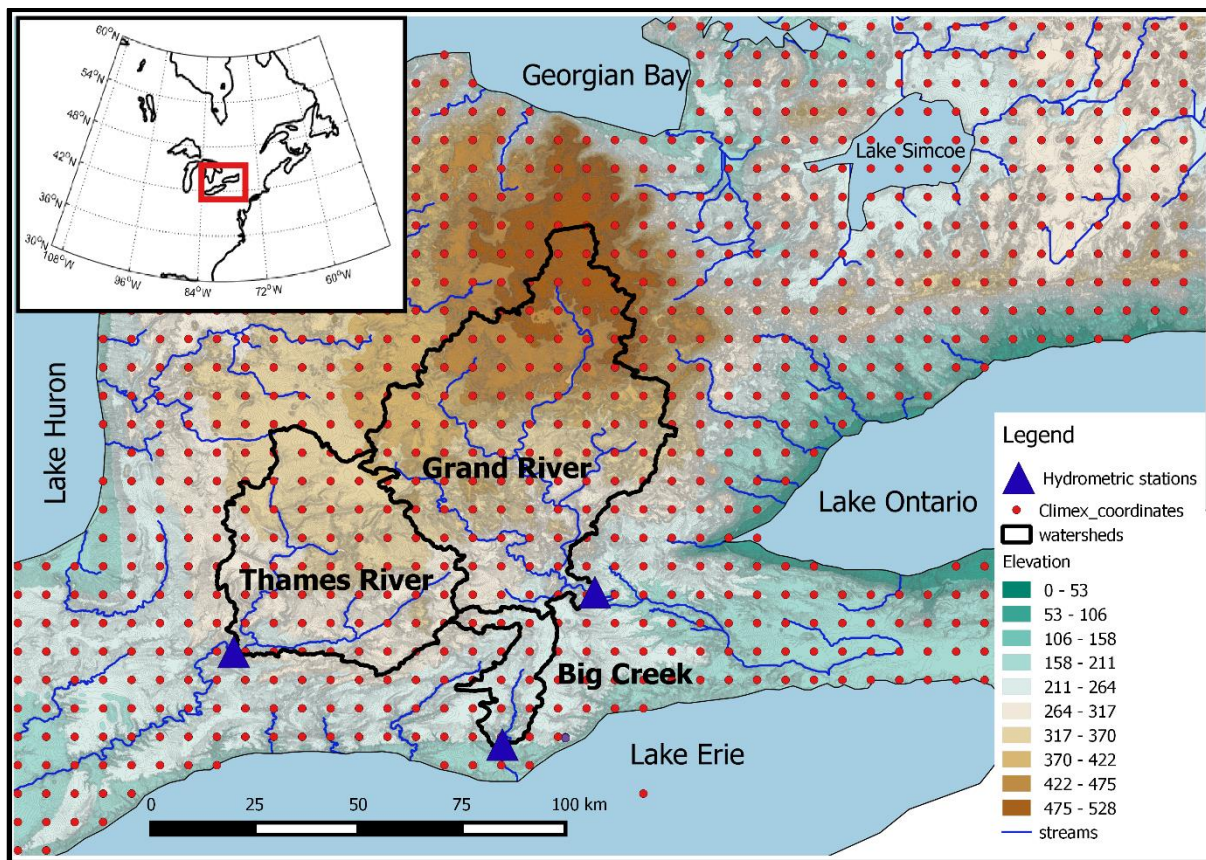 60°N
54°N
48°N
42°N
36°N
30°N
108°W
96°W
84°W
72°W
60°W
Georgian Bay
Lake Simcoe
Lake Huron
Grand River
Thames River
Big Creek
Lake Ontario
Lake Erie
Legend
Hydrometric stations
Climex_coordinates
watersheds
Elevation
0 - 53
53 - 106
106 - 158
158 - 211
211 - 264
264 - 317
317 - 370
370 - 422
422 - 475
475 - 528
streams
0 25 50 75 100 km